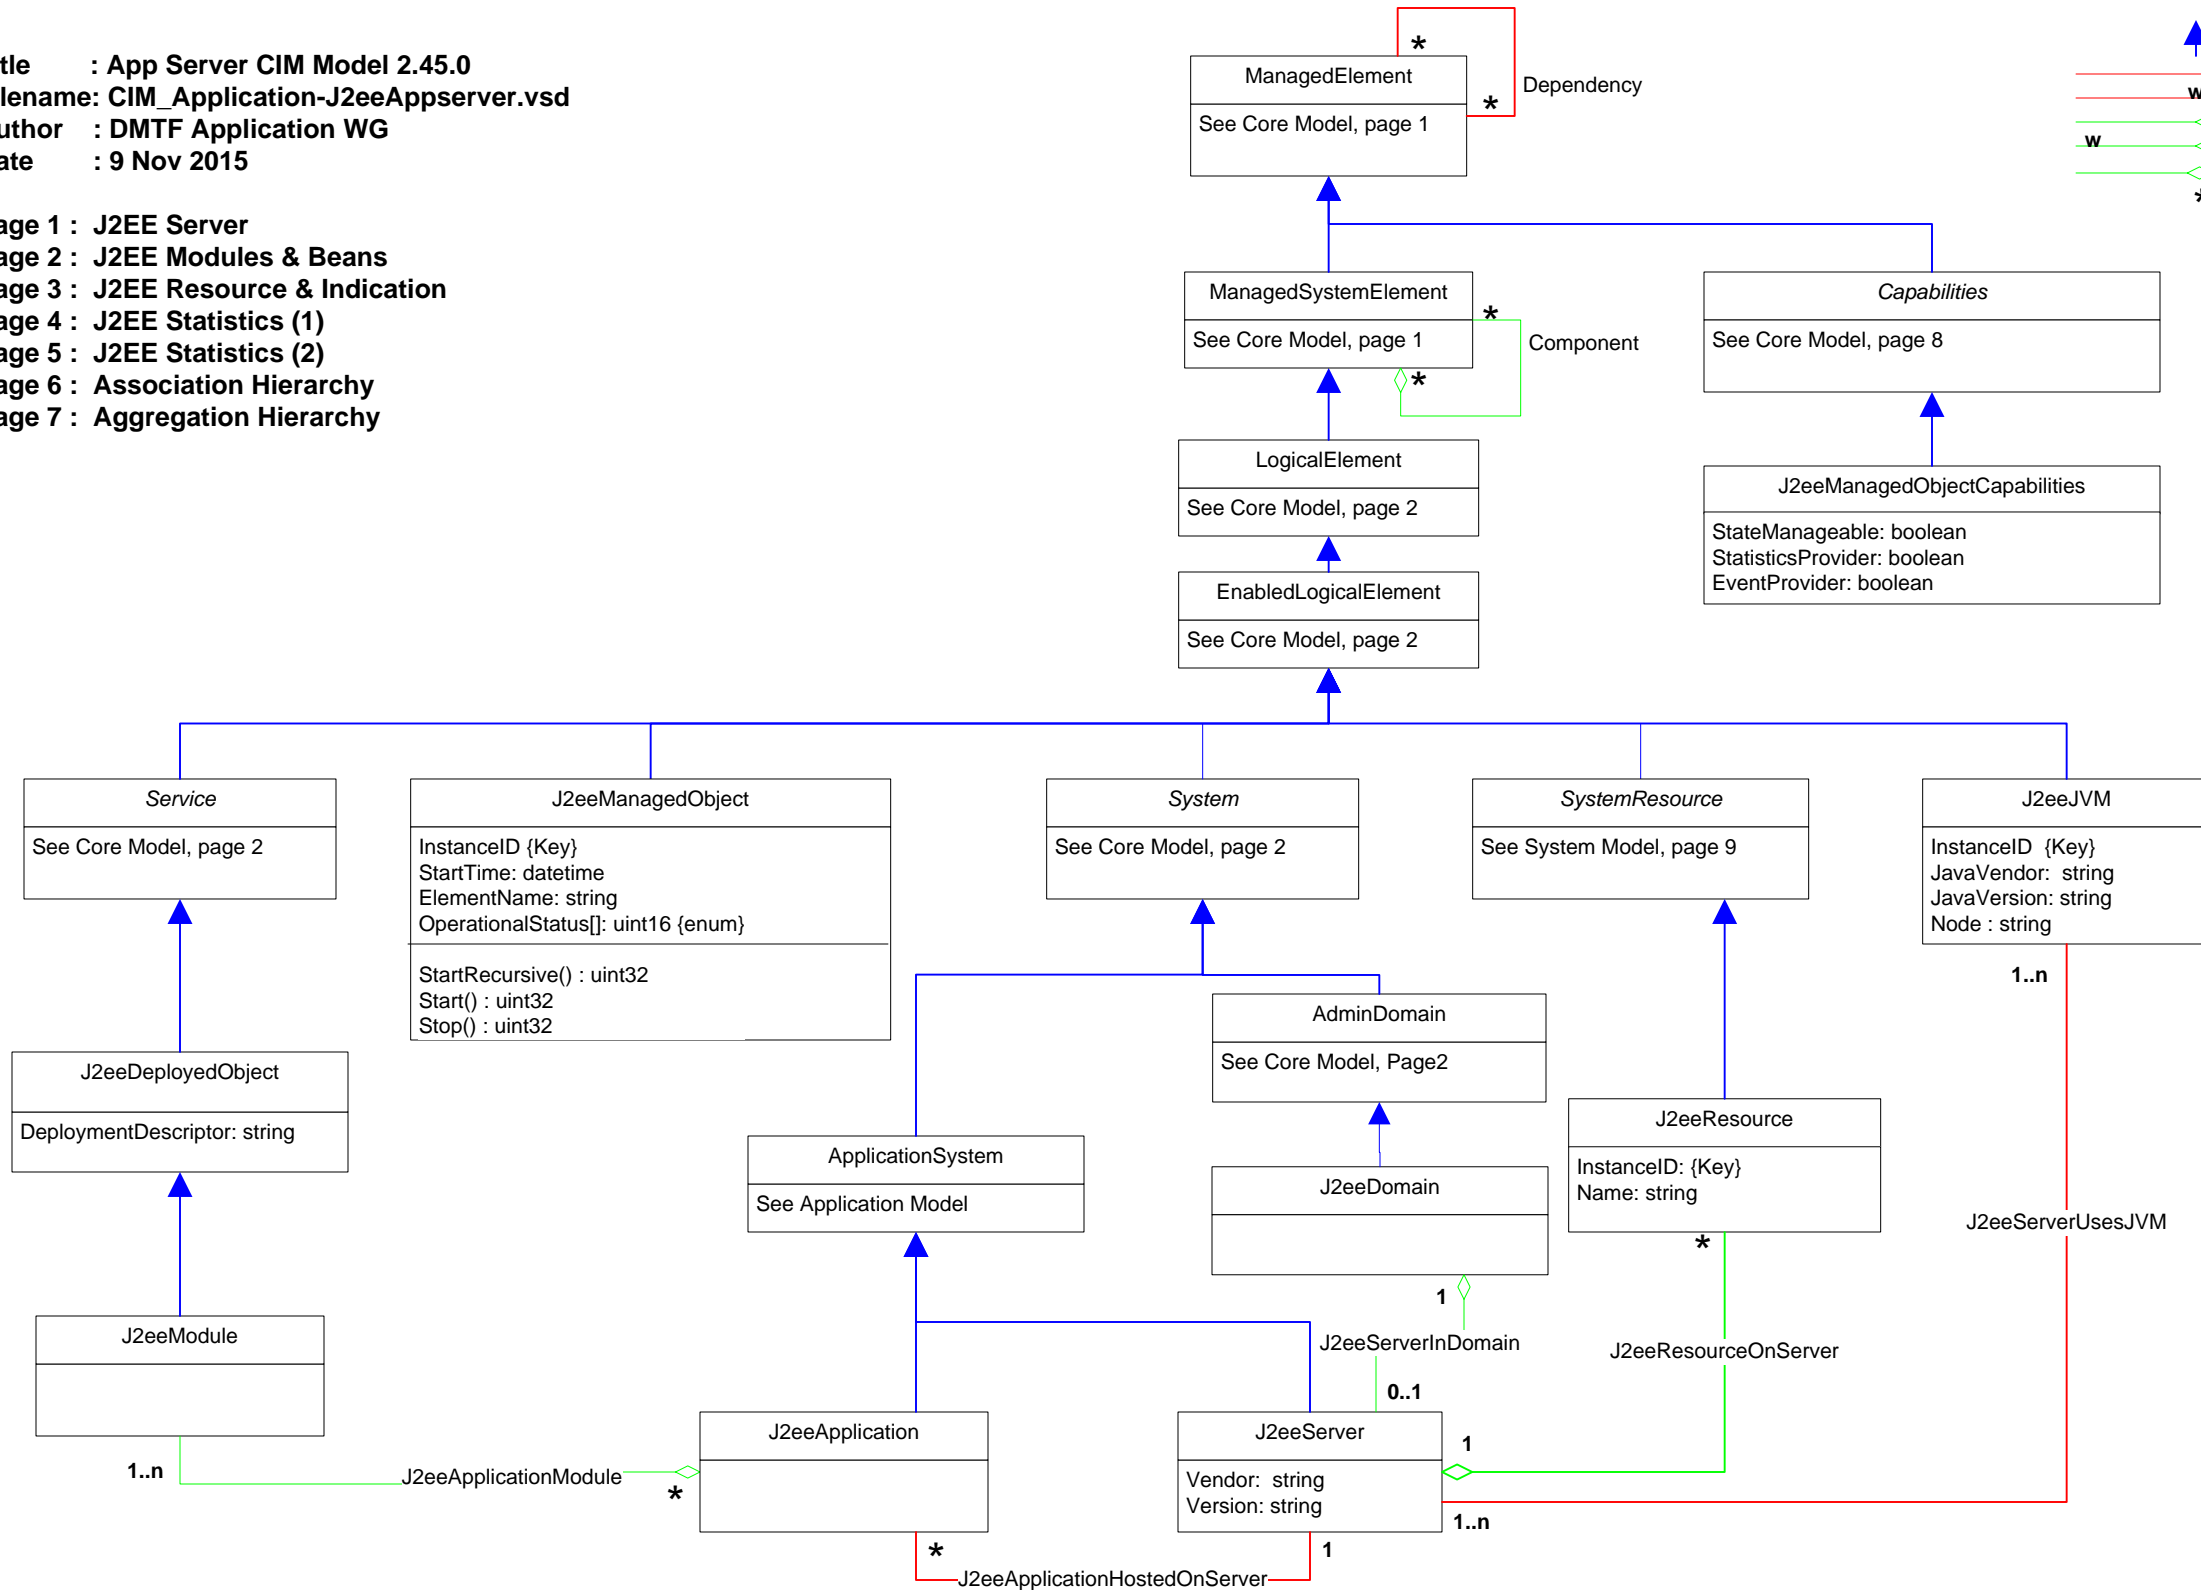 tle : App Server CIM Model 2.45.0
lename: CIM_Application-J2eeAppserver.vsd
uthor : DMTF Application WG
ate : 9 Nov 2015
age 1 : J2EE Server
age 2 : J2EE Modules & Beans
age 3 : J2EE Resource & Indication
age 4 : J2EE Statistics (1)
age 5 : J2EE Statistics (2)
age 6 : Association Hierarchy
age 7 : Aggregation Hierarchy
*
ManagedElement
Dependency
*
See Core Model, page 1
w
w
*
ManagedSystemElement
*
See Core Model, page 1
Component
*
Capabilities
See Core Model, page 8
LogicalElement
See Core Model, page 2
J2eeManagedObjectCapabilities
StateManageable: boolean
StatisticsProvider: boolean
EventProvider: boolean
EnabledLogicalElement
See Core Model, page 2
Service
See Core Model, page 2
J2eeManagedObject
InstanceID {Key}
StartTime: datetime
ElementName: string
OperationalStatus[]: uint16 {enum}
StartRecursive() : uint32
Start() : uint32
Stop() : uint32
System
See Core Model, page 2
SystemResource
See System Model, page 9
J2eeJVM
InstanceID {Key}
JavaVendor: string
JavaVersion: string
Node : string
1..n
AdminDomain
See Core Model, Page2
J2eeDeployedObject
DeploymentDescriptor: string
J2eeResource
InstanceID: {Key}
Name: string
*
ApplicationSystem
See Application Model
J2eeDomain
1
J2eeServerUsesJVM
J2eeModule
1..n
J2eeServerInDomain
0..1
J2eeResourceOnServer
J2eeApplication
J2eeApplicationModule
*
J2eeServer
Vendor: string
Version: string
1
1..n
*
1
J2eeApplicationHostedOnServer